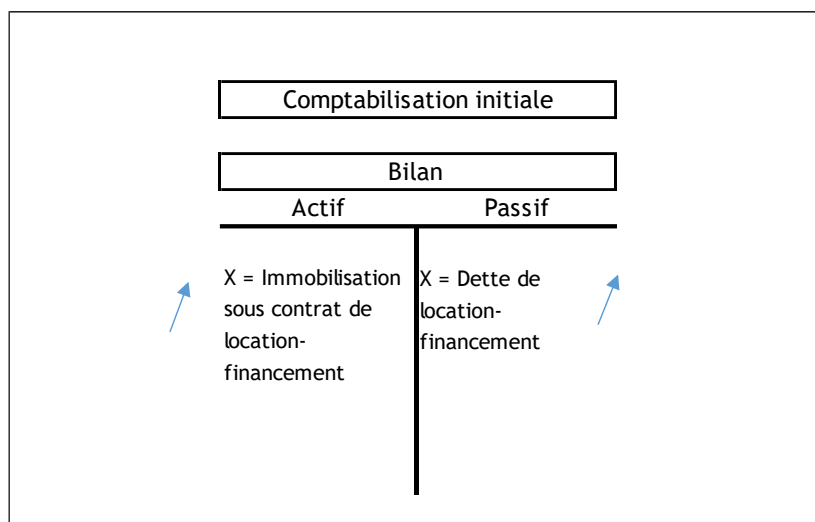 Comptabilisation initiale
Bilan
Actif Passif
X = Immobilisation
sous contrat de
location-
financement
X = Dette de
location-
financement